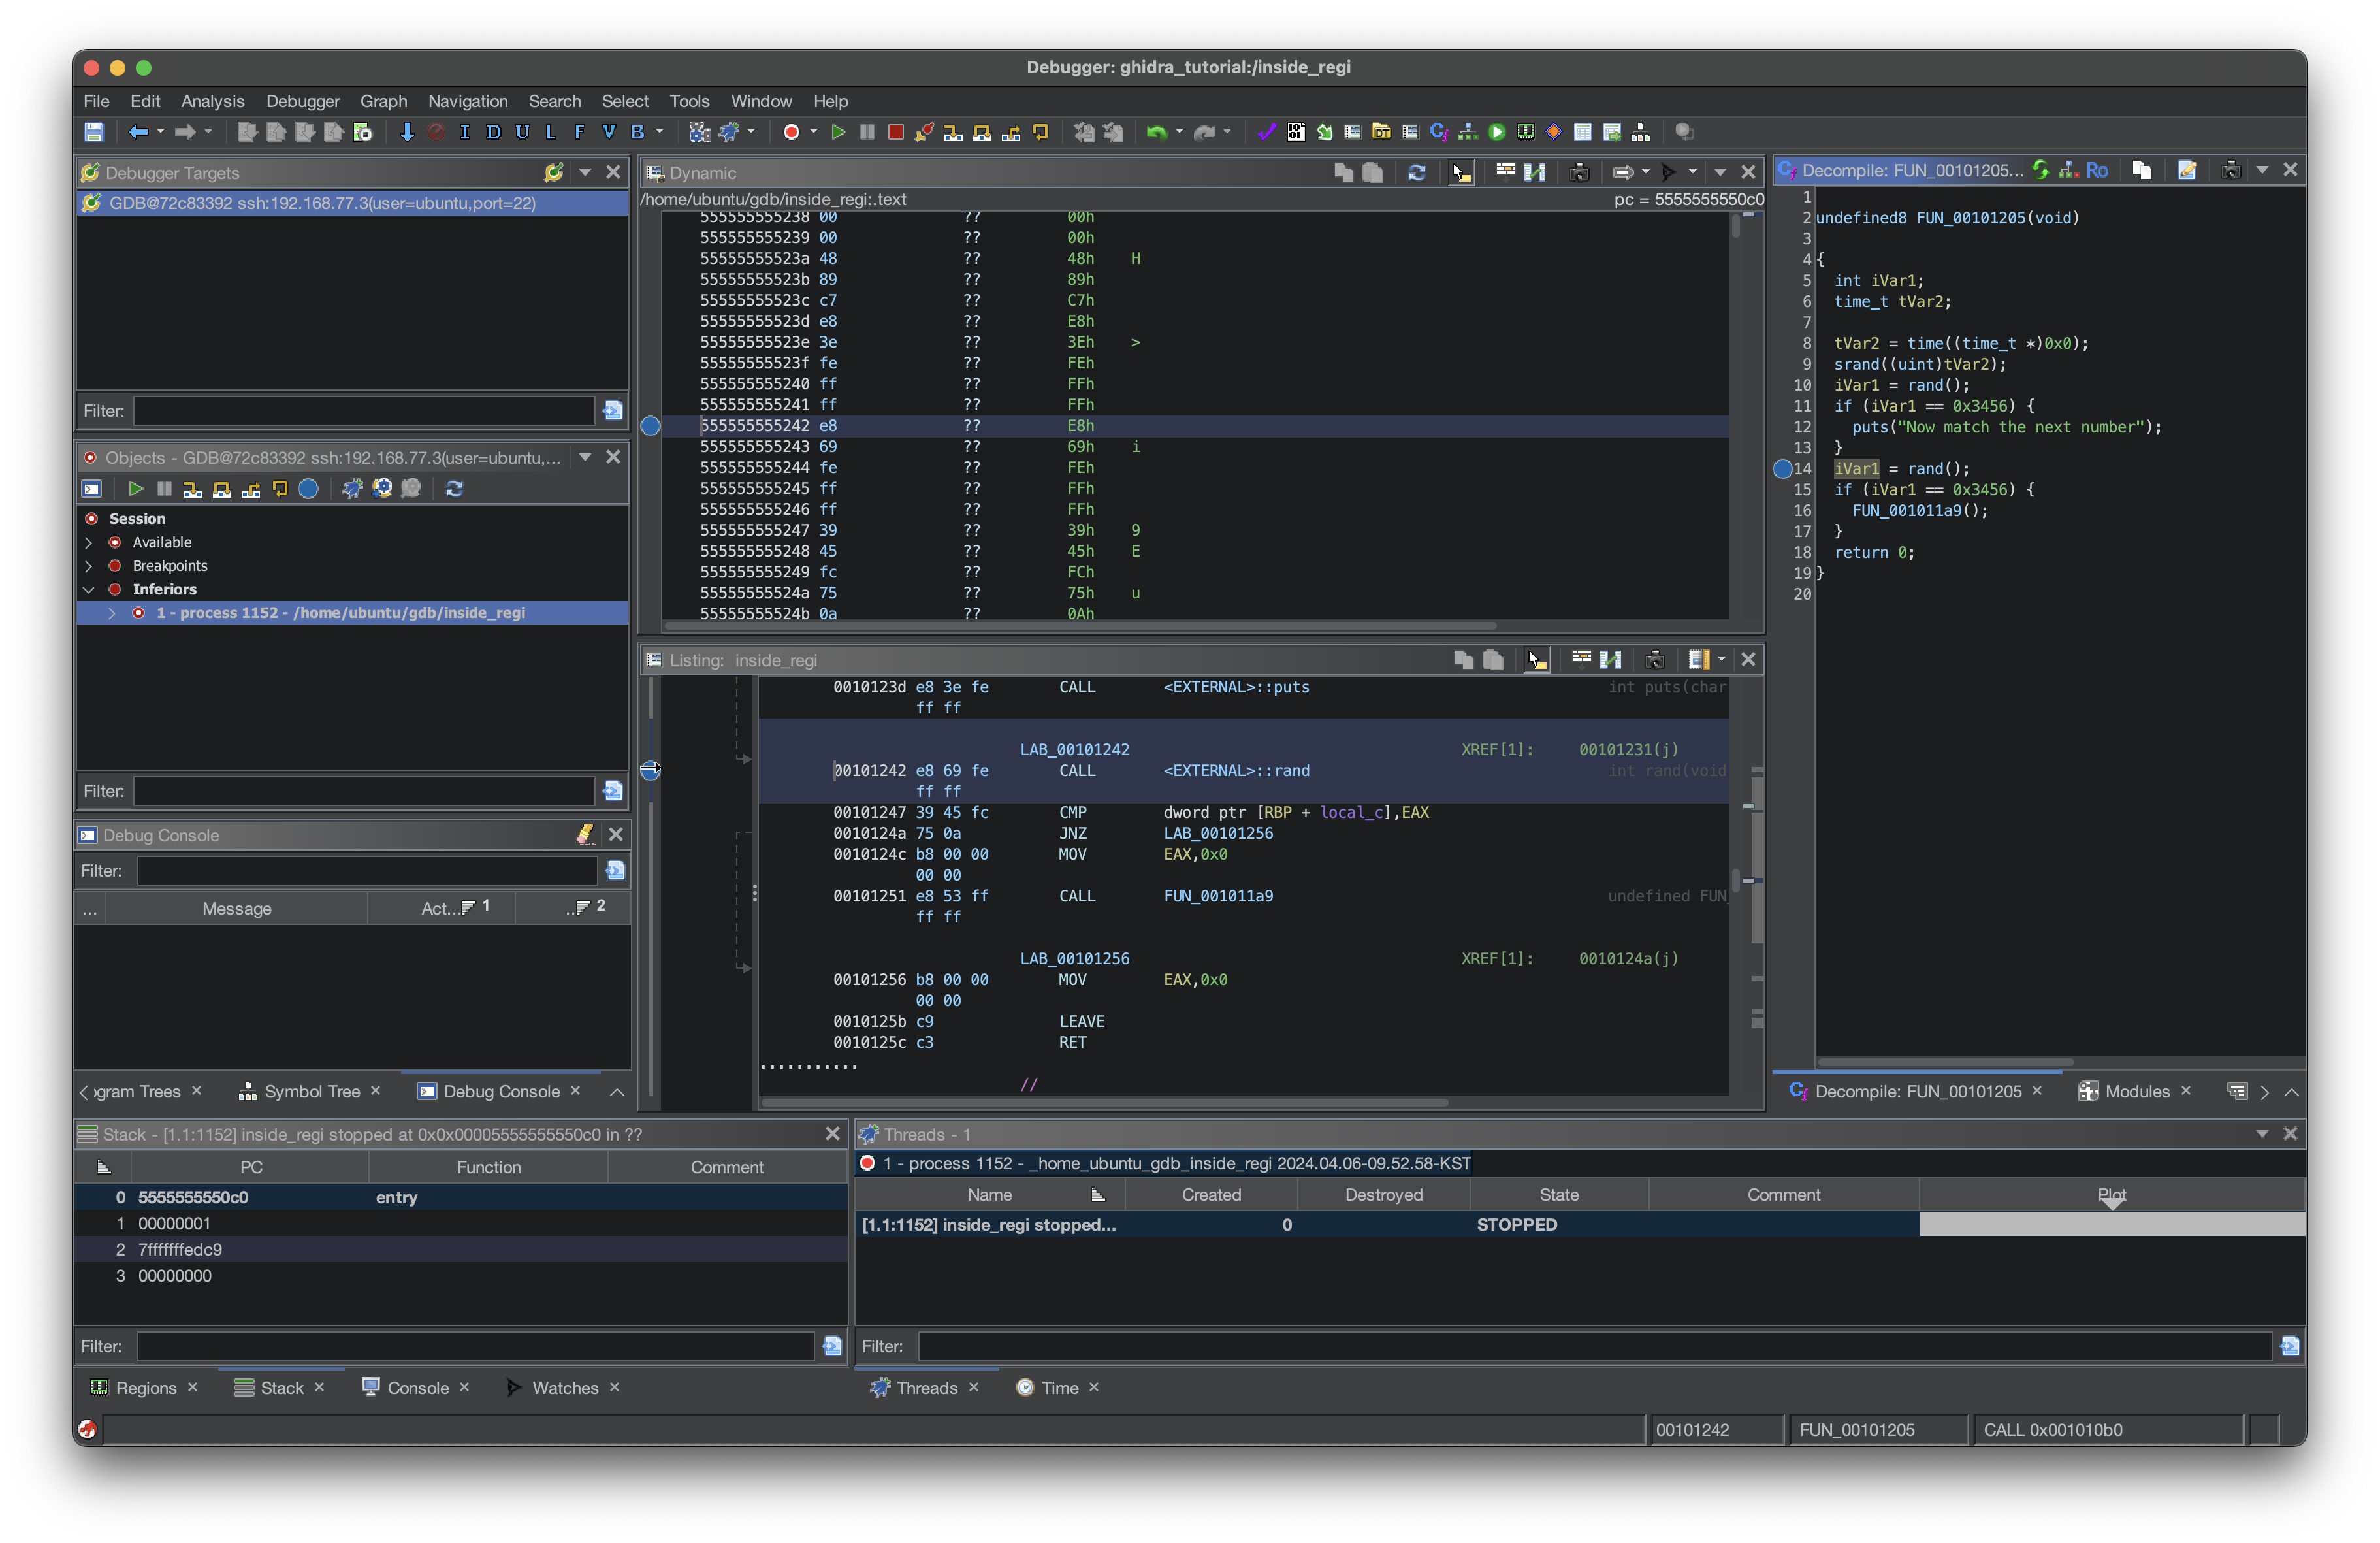 Debugger: ghidra_tutorial:/inside_regi
File Edit Analysis Debugger Graph Navigation Search Select Tools Window Help
I D U L F V B
Debugger Targets
GDB@72c83392 ssh:192.168.77.3(user=ubuntu,port=22)
Filter:
Objects - GDB@72c83392 ssh:192.168.77.3(user=ubuntu,...
Session
Available
Breakpoints
Inferiors
1 - process 1152 - /home/ubuntu/gdb/inside_regi
Filter:
Debug Console
Filter:
... Message Act... 1 .. 2
gram Trees Symbol Tree Debug Console
Dynamic
/home/ubuntu/gdb/inside_regi:.text pc = 5555555550c0
555555555238 00 ?? 00h
555555555239 00 ?? 00h
55555555523a 48 ?? 48h H
55555555523b 89 ?? 89h
55555555523c c7 ?? C7h
55555555523d e8 ?? E8h
55555555523e 3e ?? 3Eh >
55555555523f fe ?? FEh
555555555240 ff ?? FFh
555555555241 ff ?? FFh
555555555242 e8 ?? E8h
555555555243 69 ?? 69h i
555555555244 fe ?? FEh
555555555245 ff ?? FFh
555555555246 ff ?? FFh
555555555247 39 ?? 39h 9
555555555248 45 ?? 45h E
555555555249 fc ?? FCh
55555555524a 75 ?? 75h u
55555555524b 0a ?? 0Ah
Listing: inside_regi
0010123d e8 3e fe CALL <EXTERNAL>::puts int puts(char
ff ff
LAB_00101242 XREF[1]: 00101231(j)
00101242 e8 69 fe CALL <EXTERNAL>::rand int rand(void
ff ff
00101247 39 45 fc CMP dword ptr [RBP + local_c],EAX
0010124a 75 0a JNZ LAB_00101256
0010124c b8 00 00 MOV EAX,0x0
00 00
00101251 e8 53 ff CALL FUN_001011a9 undefined FUN_
ff ff
LAB_00101256 XREF[1]: 0010124a(j)
00101256 b8 00 00 MOV EAX,0x0
00 00
0010125b c9 LEAVE
0010125c c3 RET
//
Decompile: FUN_00101205... Ro
1
2 undefined8 FUN_00101205(void)
3
4 {
5 int iVar1;
6 time_t tVar2;
7
8 tVar2 = time((time_t *)0x0);
9 srand((uint)tVar2);
10 iVar1 = rand();
11 if (iVar1 == 0x3456) {
12 puts("Now match the next number");
13 }
14 iVar1 = rand();
15 if (iVar1 == 0x3456) {
16 FUN_001011a9();
17 }
18 return 0;
19 }
20
Decompile: FUN_00101205 Modules
Stack - [1.1:1152] inside_regi stopped at 0x0x00005555555550c0 in ??
PC Function Comment
0 5555555550c0 entry
1 00000001
2 7fffffffedc9
3 00000000
Filter:
Regions Stack Console Watches
Threads - 1
1 - process 1152 - _home_ubuntu_gdb_inside_regi 2024.04.06-09.52.58-KST
Name Created Destroyed State Comment Plot
[1.1:1152] inside_regi stopped... 0 STOPPED
Filter:
Threads Time
00101242 FUN_00101205 CALL 0x001010b0